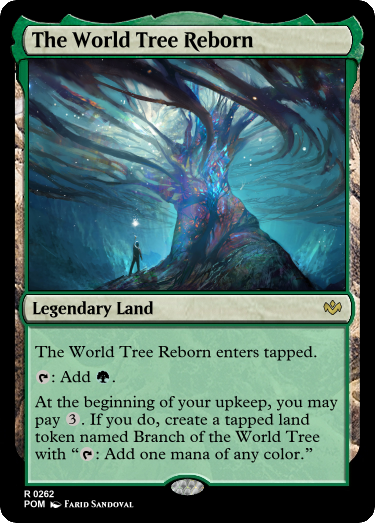 The World Tree Reborn
Legendary Land
The World Tree Reborn enters tapped.
: Add .
At the beginning of your upkeep, you may
pay 3. If you do, create a tapped land
token named Branch of the World Tree
with “: Add one mana of any color.”
R 0262
POM Farid Sandoval